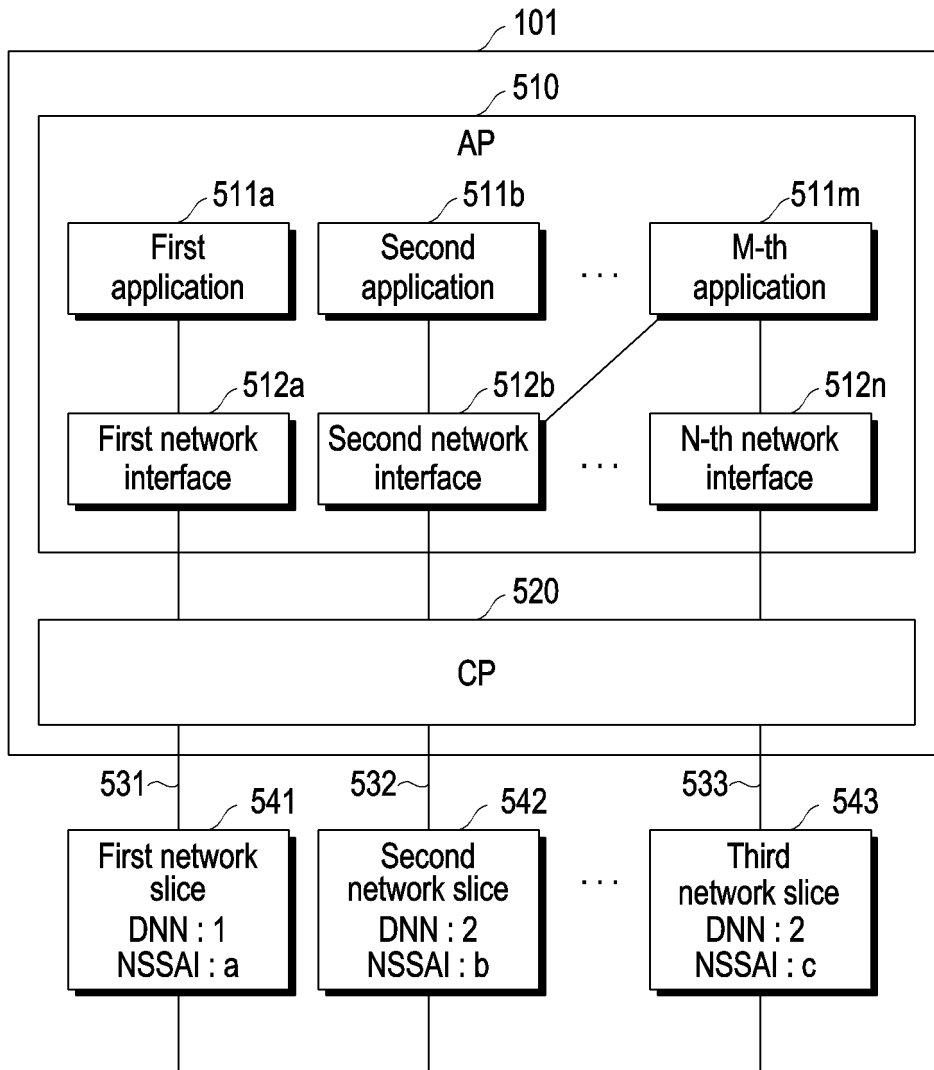 101
510
AP
511a
511b
511m
First
application
Second
application
. . .
M-th
application
512a
512b
512n
First network
interface
Second network
interface
. . .
N-th network
interface
520
CP
531
532
533
541
542
543
First network
slice
DNN : 1
NSSAI : a
Second
network slice
DNN : 2
NSSAI : b
. . .
Third
network slice
DNN : 2
NSSAI : c